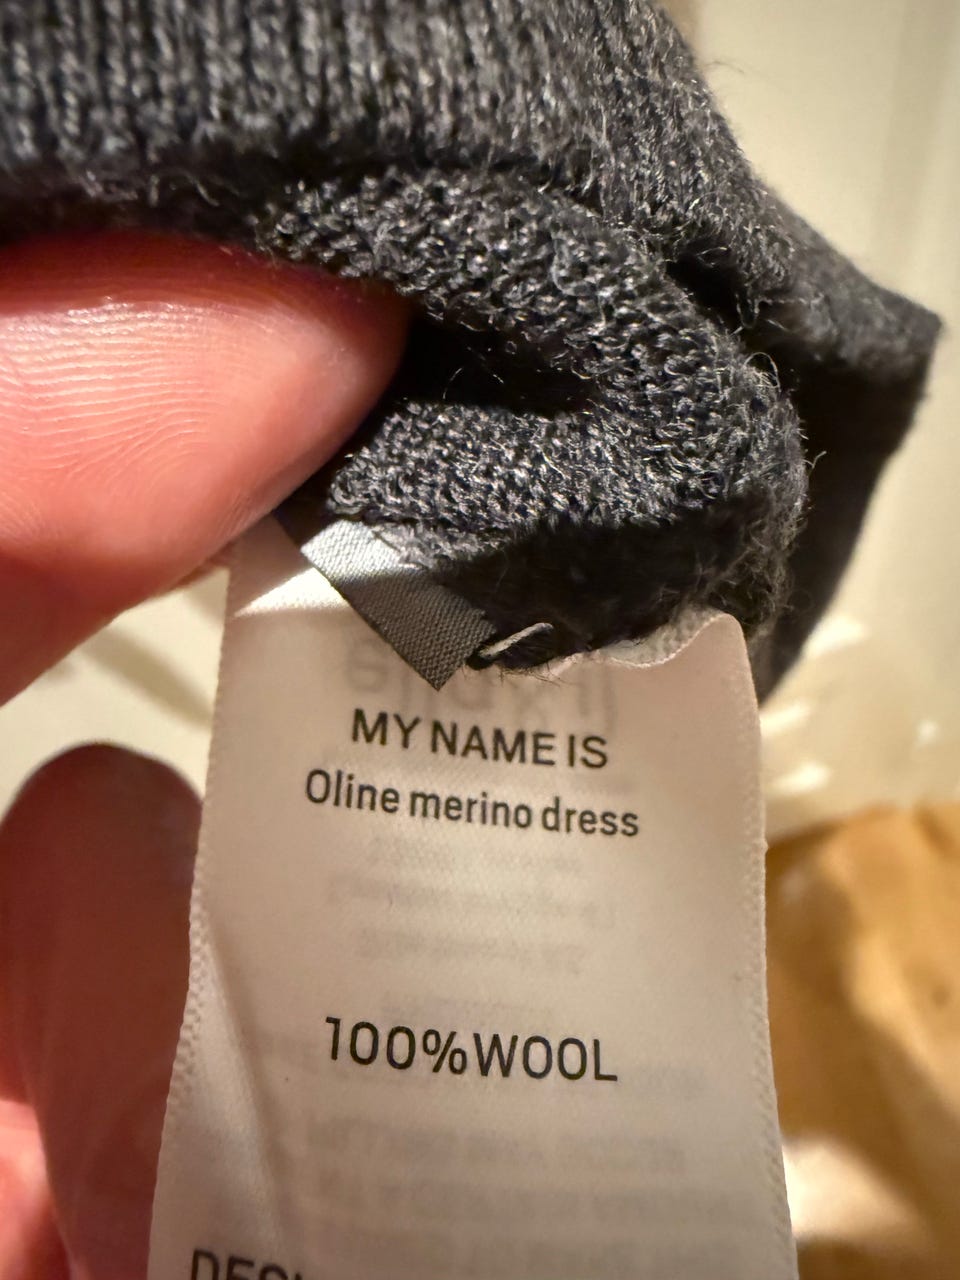 MY NAME IS
Oline merino dress
100% WOOL